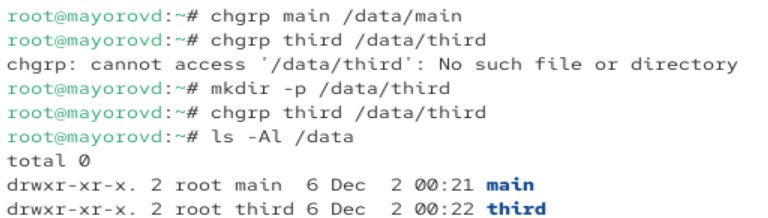 root@mayorovd:~# chgrp main /data/main
root@mayorovd:~# chgrp third /data/third
chgrp: cannot access '/data/third': No such file or directory
root@mayorovd:~# mkdir -p /data/third
root@mayorovd:~# chgrp third /data/third
root@mayorovd:~# ls -Al /data
total 0
drwxr-xr-x. 2 root main  6 Dec  2 00:21 main
drwxr-xr-x. 2 root third 6 Dec  2 00:22 third